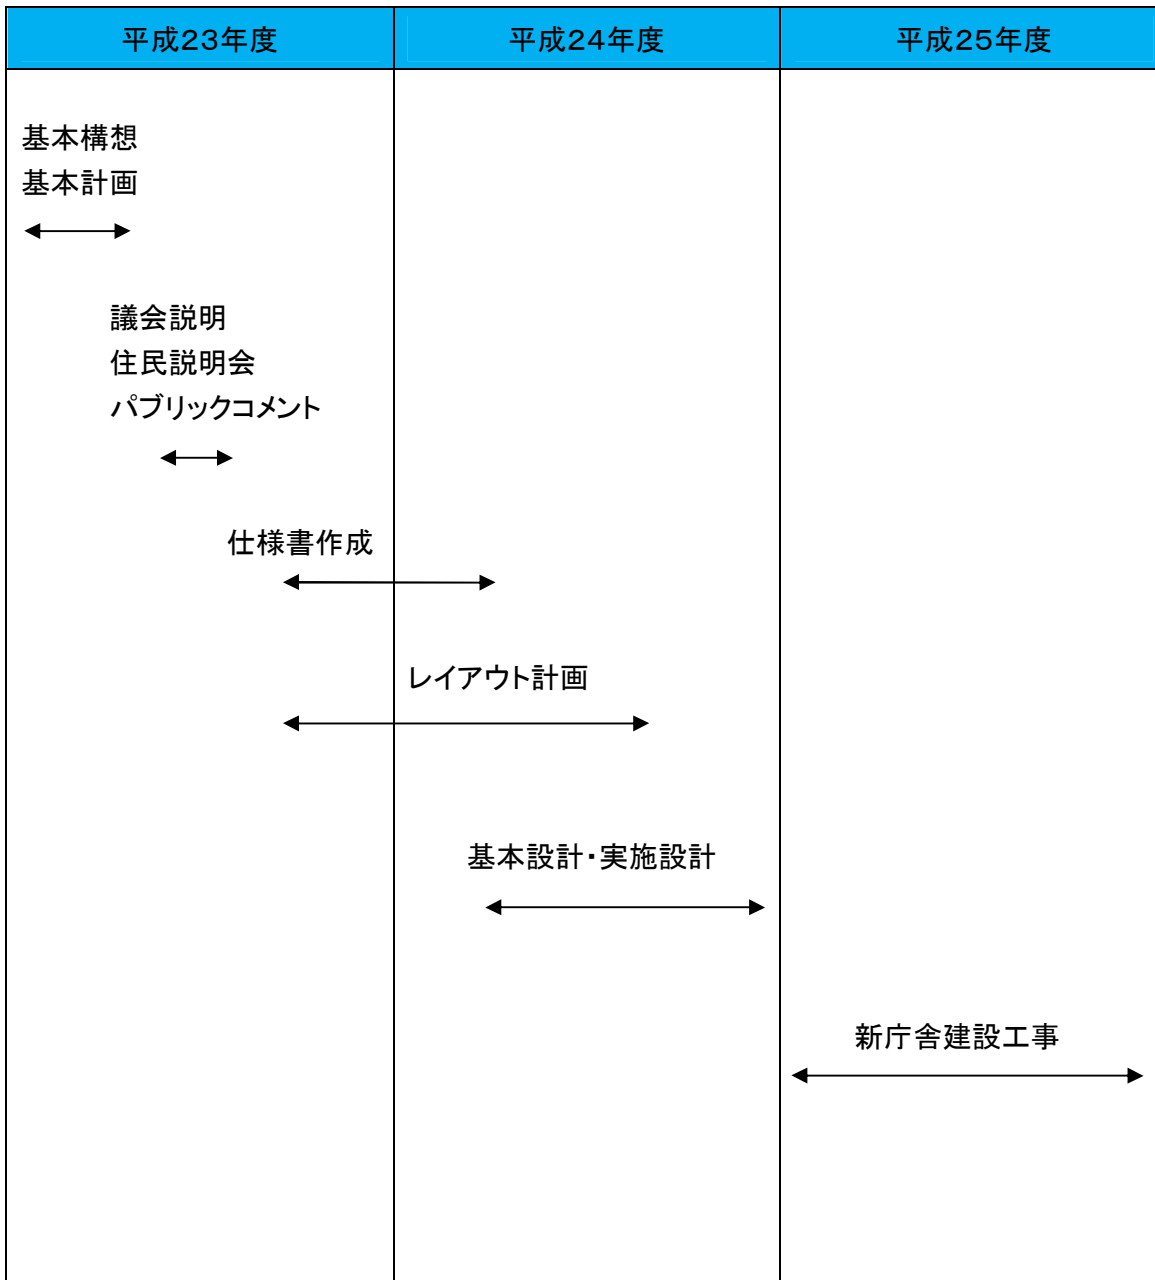 平成23年度
平成24年度
平成25年度
基本構想
基本計画
議会説明
住民説明会
パブリックコメント
仕様書作成
レイアウト計画
基本設計・実施設計
新庁舎建設工事